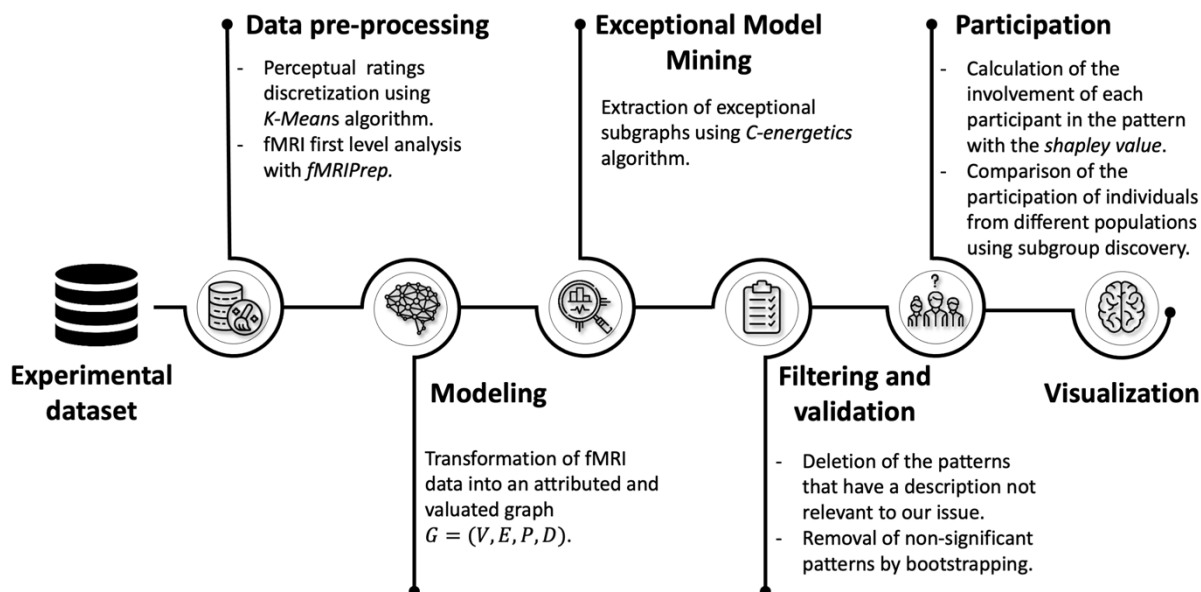 Data pre-processing
- Perceptual ratings
discretization using
K-Means algorithm.
- fMRI first level analysis
with fMRIPrep.
Exceptional Model
Mining
Extraction of exceptional
subgraphs using C-energetics
algorithm.
Participation
- Calculation of the
involvement of each
participant in the pattern
with the shapley value.
- Comparison of the
participation of individuals
from different populations
using subgroup discovery.
?
Experimental
dataset
Modeling
Transformation of fMRI
data into an attributed and
valuated graph
G = (V, E, P, D).
Filtering and
validation
- Deletion of the patterns
that have a description not
relevant to our issue.
- Removal of non-significant
patterns by bootstrapping.
Visualization